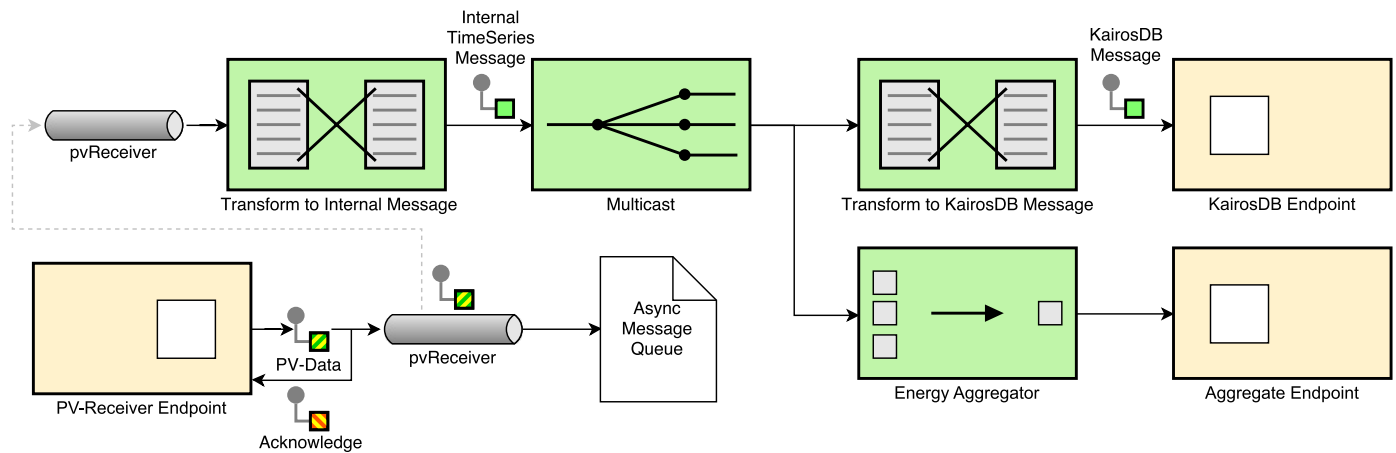 Internal
TimeSeries
Message
KairosDB
Message
pvReceiver
Transform to Internal Message
Multicast
Transform to KairosDB Message
KairosDB Endpoint
Async
Message
Queue
PV-Data
pvReceiver
PV-Receiver Endpoint
Acknowledge
Energy Aggregator
Aggregate Endpoint